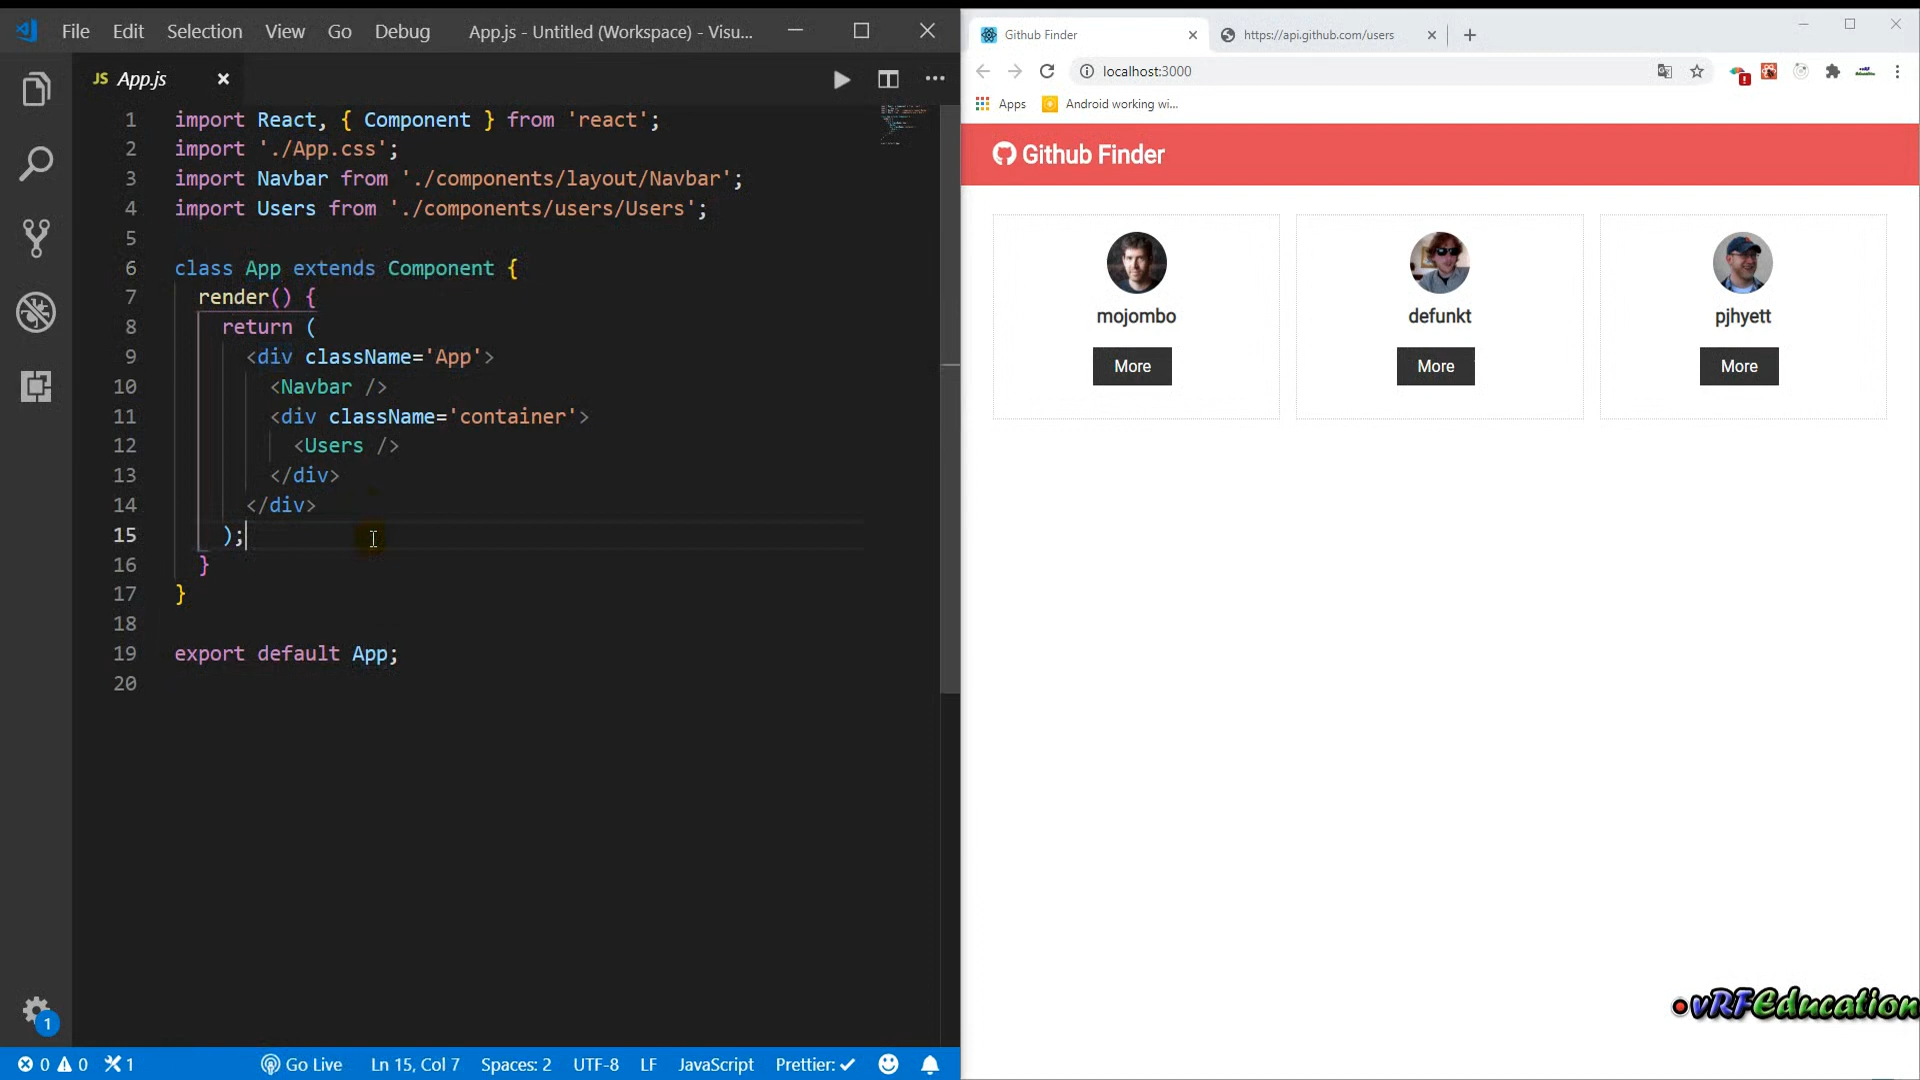 File Edit Selection View Go Debug App.js - Untitled (Workspace) - Visu...
JS App.js
1 import React, { Component } from 'react';
2 import './App.css';
3 import Navbar from './components/layout/Navbar';
4 import Users from './components/users/Users';
5
6 class App extends Component {
7 render() {
8 return (
9 <div className='App'>
10 <Navbar />
11 <div className='container'>
12 <Users />
13 </div>
14 </div>
15 );
16 }
17 }
18
19 export default App;
20
1
0 0 1 Go Live Ln 15, Col 7 Spaces: 2 UTF-8 LF JavaScript Prettier: ✓
Github Finder https://api.github.com/users
localhost:3000
Apps Android working wi...
Github Finder
mojombo defunkt pjhyett
More More More
vRFEducation